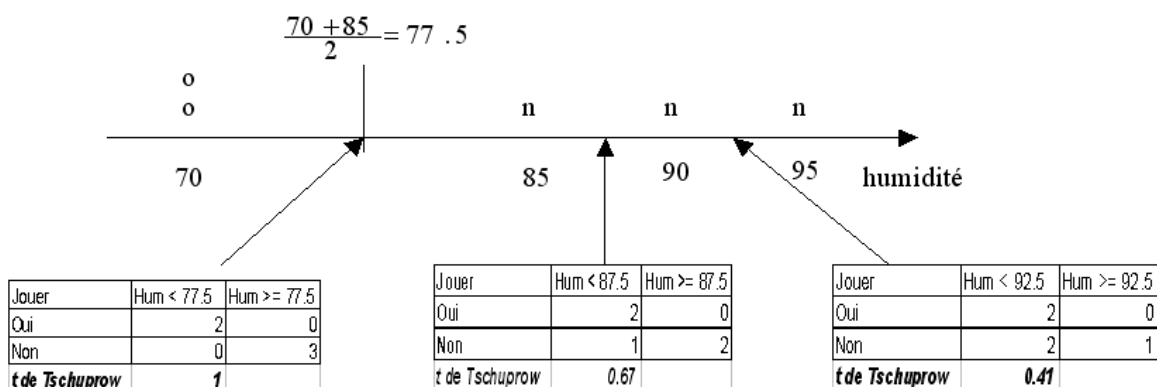 70 +85
2
= 77 . 5
o
o n n n
70 85 90 95 humidité
Jouer Hum < 77.5 Hum >= 77.5
Oui 2 0
Non 0 3
t de Tschuprow 1
Jouer Hum < 87.5 Hum >= 87.5
Oui 2 0
Non 1 2
t de Tschuprow 0.67
Jouer Hum < 92.5 Hum >= 92.5
Oui 2 0
Non 2 1
t de Tschuprow 0.41